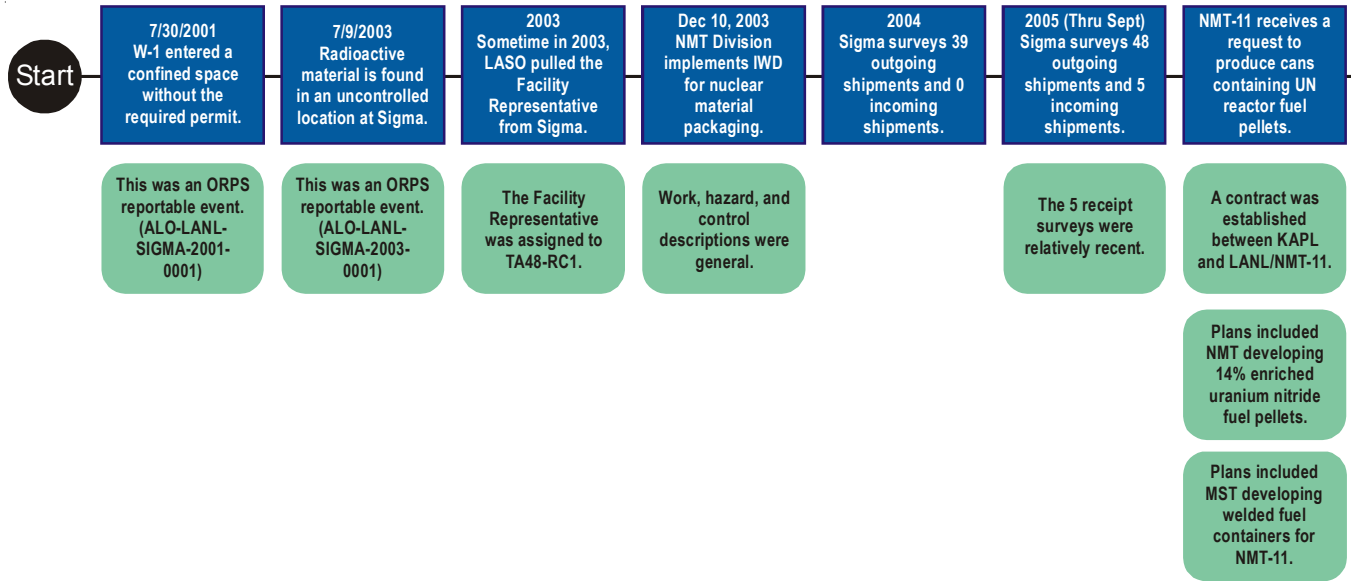 Start
7/30/2001
W-1 entered a
confined space
without the
required permit.
7/9/2003
Radioactive
material is found
in an uncontrolled
location at Sigma.
2003
Sometime in 2003,
LASO pulled the
Facility
Representative
from Sigma.
Dec 10, 2003
NMT Division
implements IWD
for nuclear
material
packaging.
2004
Sigma surveys 39
outgoing
shipments and 0
incoming
shipments.
2005 (Thru Sept)
Sigma surveys 48
outgoing
shipments and 5
incoming
shipments.
NMT-11 receives a
request to
produce cans
containing UN
reactor fuel
pellets.
This was an ORPS
reportable event.
(ALO-LANL-
SIGMA-2001-
0001)
This was an ORPS
reportable event.
(ALO-LANL-
SIGMA-2003-
0001)
The Facility
Representative
was assigned to
TA48-RC1.
Work, hazard, and
control
descriptions were
general.
The 5 receipt
surveys were
relatively recent.
A contract was
established
between KAPL
and LANL/NMT-11.
Plans included
NMT developing
14% enriched
uranium nitride
fuel pellets.
Plans included
MST developing
welded fuel
containers for
NMT-11.